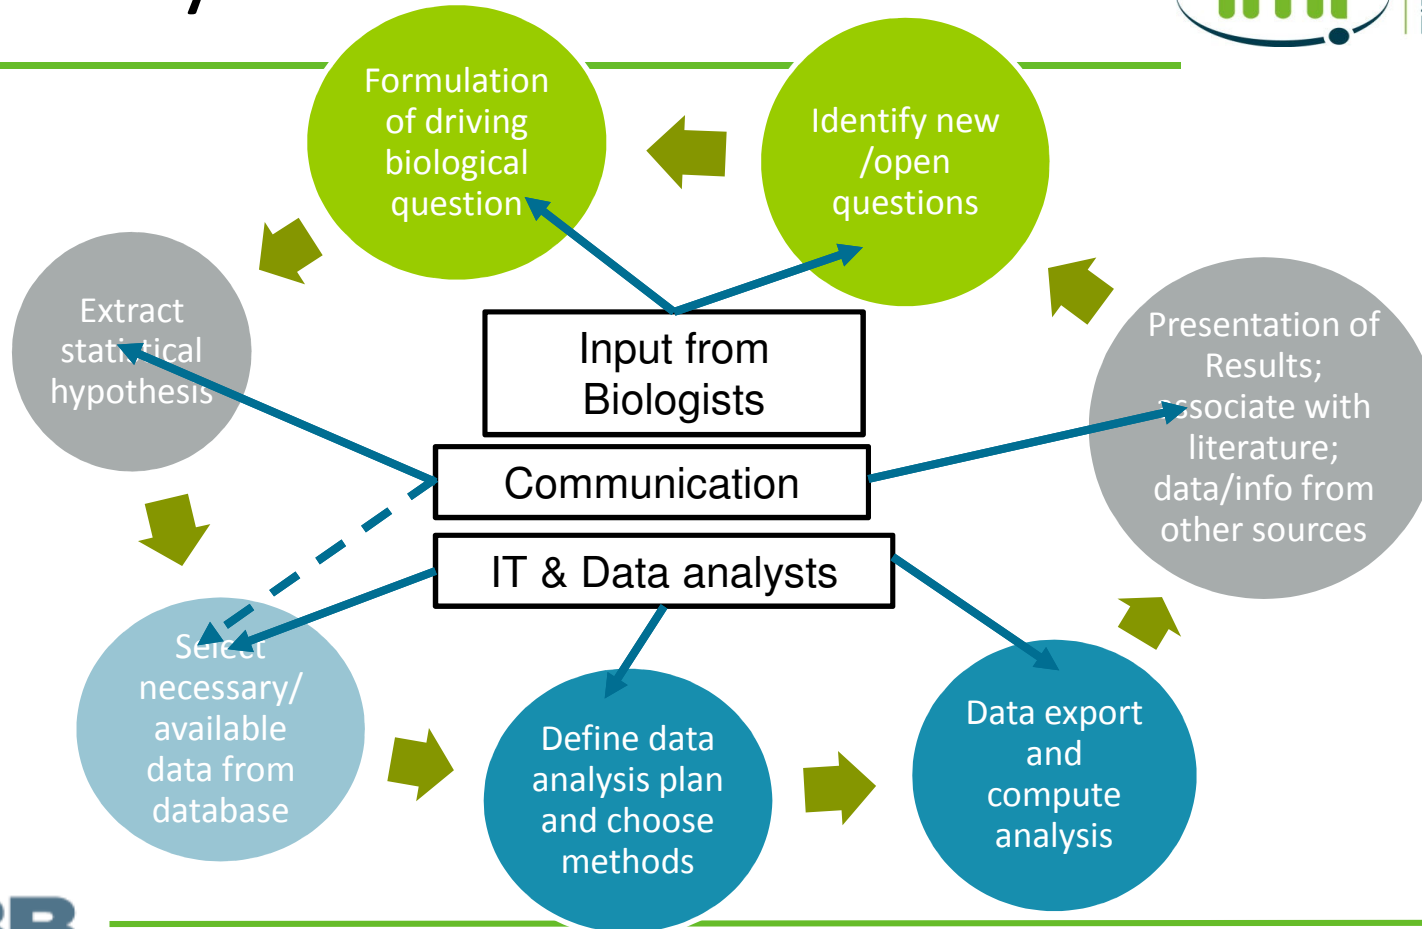 Formulation
of driving
biological
question
Identify new
/open
questions
Extract
statistical
hypothesis
Input from
Biologists
Communication
IT & Data analysts
Presentation of
Results;
associate with
literature;
data/info from
other sources
Select
necessary/
available
data from
database
Define data
analysis plan
and choose
methods
Data export
and
compute
analysis